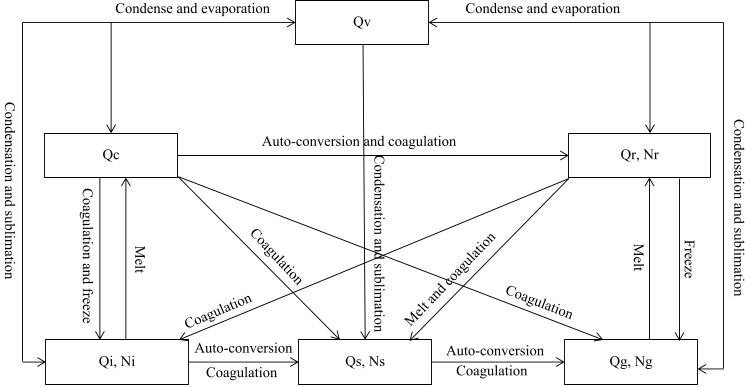 Condense and evaporation
Qv
Condense and evaporation
Condensation and sublimation
Qc
Auto-conversion and coagulation
Qr, Nr
Condensation and sublimation
Coagulation and freeze
Melt
Coagulation
Condensation and sublimation
Melt and coagulation
Melt
Freeze
Coagulation
Coagulation
Qi, Ni
Auto-conversion
Coagulation
Qs, Ns
Auto-conversion
Coagulation
Qg, Ng